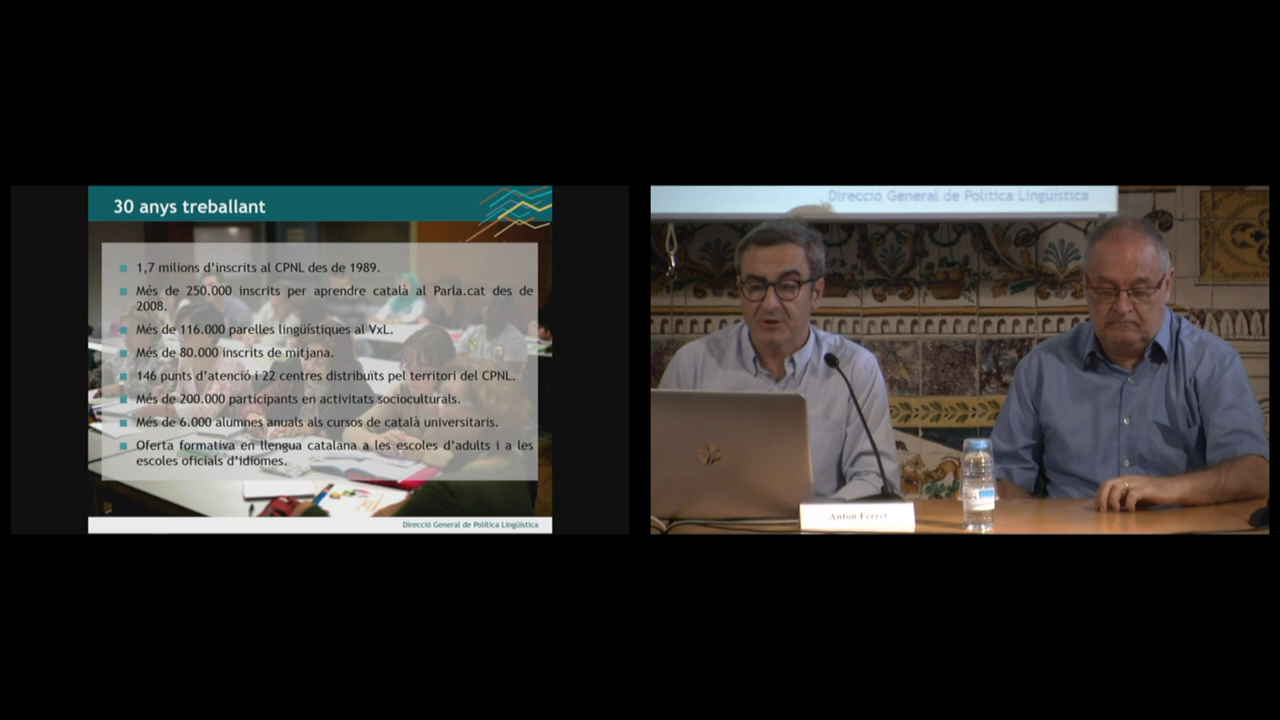 30 anys treballant
1,7 milions d'inscrits al CPNL des de 1989.
Més de 250.000 inscrits per aprendre català al Parla.cat des de
2008.
Més de 116.000 parelles lingüístiques al VxL.
Més de 80.000 inscrits de mitjana.
146 punts d'atenció i 22 centres distribuïts pel territori del CPNL.
Més de 200.000 participants en activitats socioculturals.
Més de 6.000 alumnes anuals als cursos de català universitaris.
Oferta formativa en llengua catalana a les escoles d'adults i a les
escoles oficials d'idiomes.
Direcció General de Política Lingüística
Direcció General de Política Lingüística
Anton Ferret